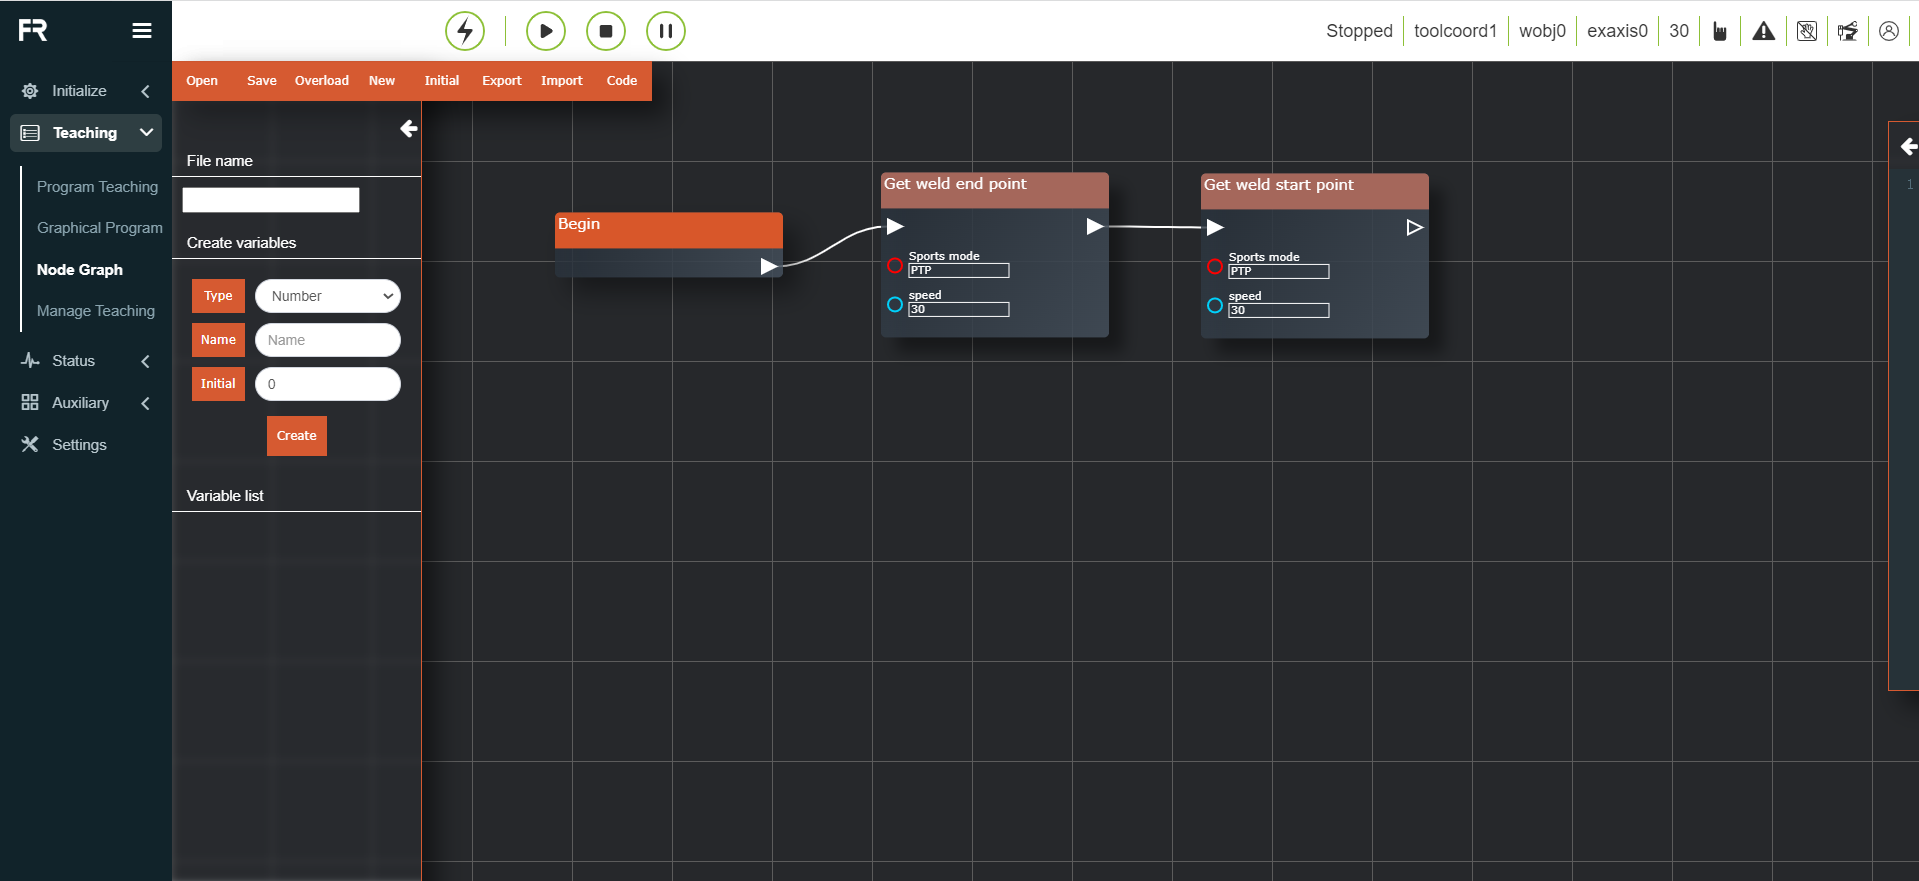 FR
Stopped
toolcoord1
wobj0
exaxis0
30
Open
Save
Overload
New
Initial
Export
Import
Code
Initialize
Teaching
Program Teaching
Graphical Program
Node Graph
Manage Teaching
Status
Auxiliary
Settings
File name
Create variables
Type
Number
Name
Name
Initial
0
Create
Variable list
Begin
Get weld end point
Sports mode
PTP
speed
30
Get weld start point
Sports mode
PTP
speed
30
1